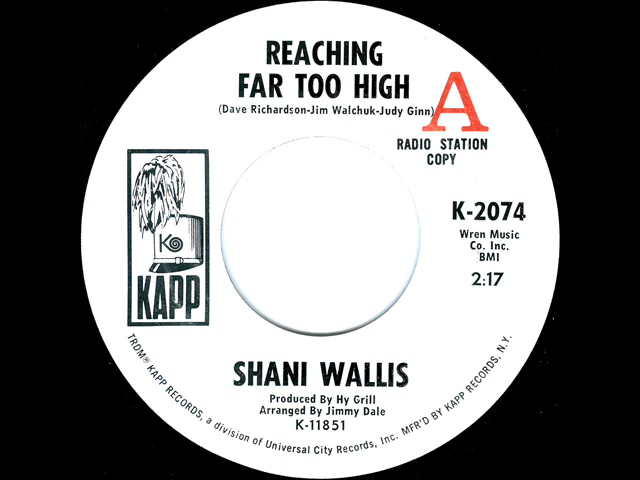 REACHING
FAR TOO HIGH
(Dave Richardson-Jim Walchuk-Judy Ginn)
A
RADIO STATION
COPY
K-2074
Wren Music
Co. Inc.
BMI
2:17
K
KAPP
SHANI WALLIS
Produced By Hy Grill
Arranged By Jimmy Dale
K-11851
TRDM® KAPP RECORDS, a division of Universal City Records, Inc. MFR'D BY KAPP RECORDS, N.Y.